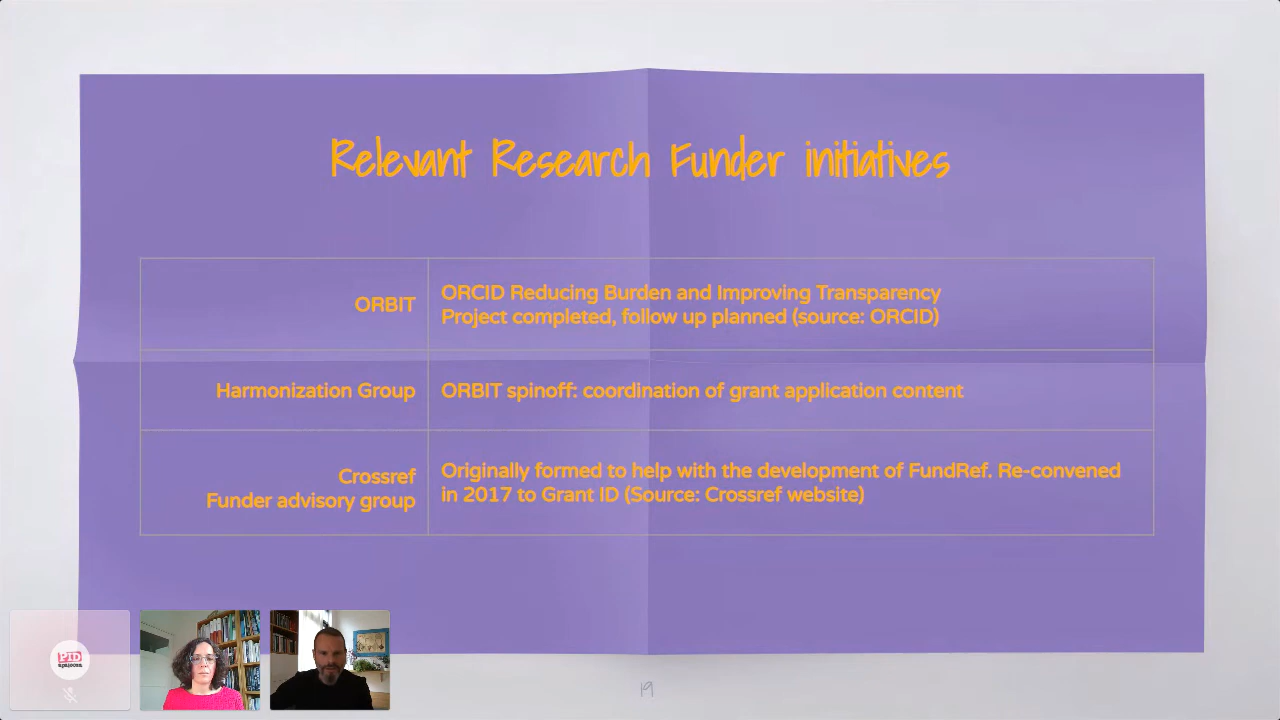 Relevant Research Funder initiatives
ORBIT
ORCID Reducing Burden and Improving Transparency
Project completed, follow up planned (source: ORCID)
Harmonization Group
ORBIT spinoff: coordination of grant application content
Crossref
Funder advisory group
Originally formed to help with the development of FundRef. Re-convened
in 2017 to Grant ID (Source: Crossref website)
PID
apalooza
19